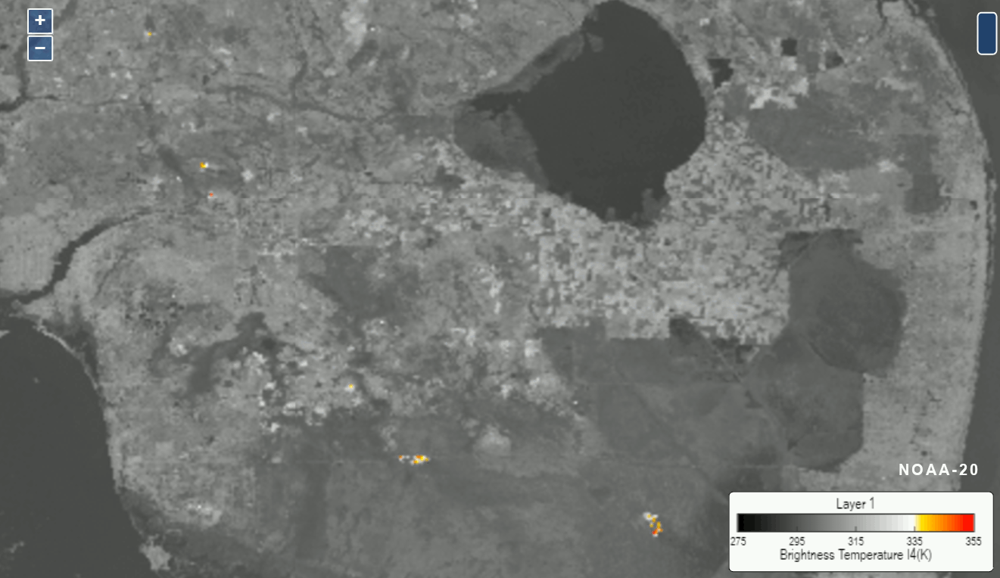 +
−
NOAA-20
Layer 1
275 295 315 335 355
Brightness Temperature I4(K)